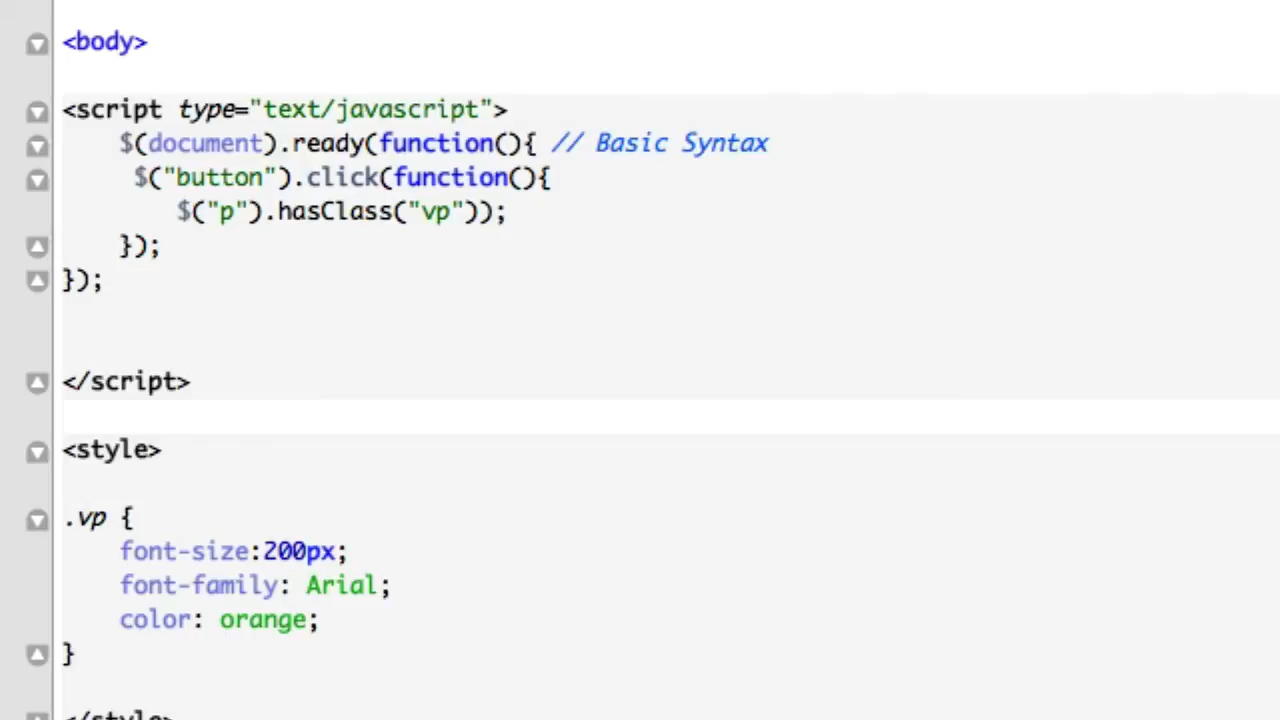 <body>
<script type="text/javascript">
$(document).ready(function(){ // Basic Syntax
$("button").click(function(){
$("p").hasClass("vp"));
});
});
</script>
<style>
.vp {
font-size:200px;
font-family: Arial;
color: orange;
}
</style>